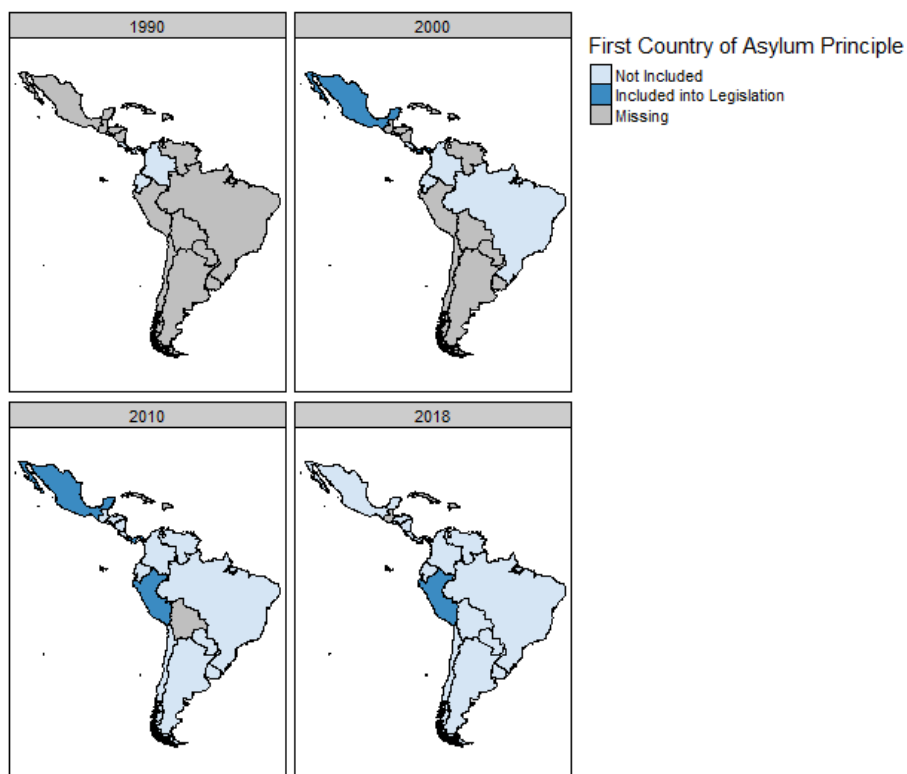 1990
2000
First Country of Asylum Principle
Not Included
Included into Legislation
Missing
2010
2018